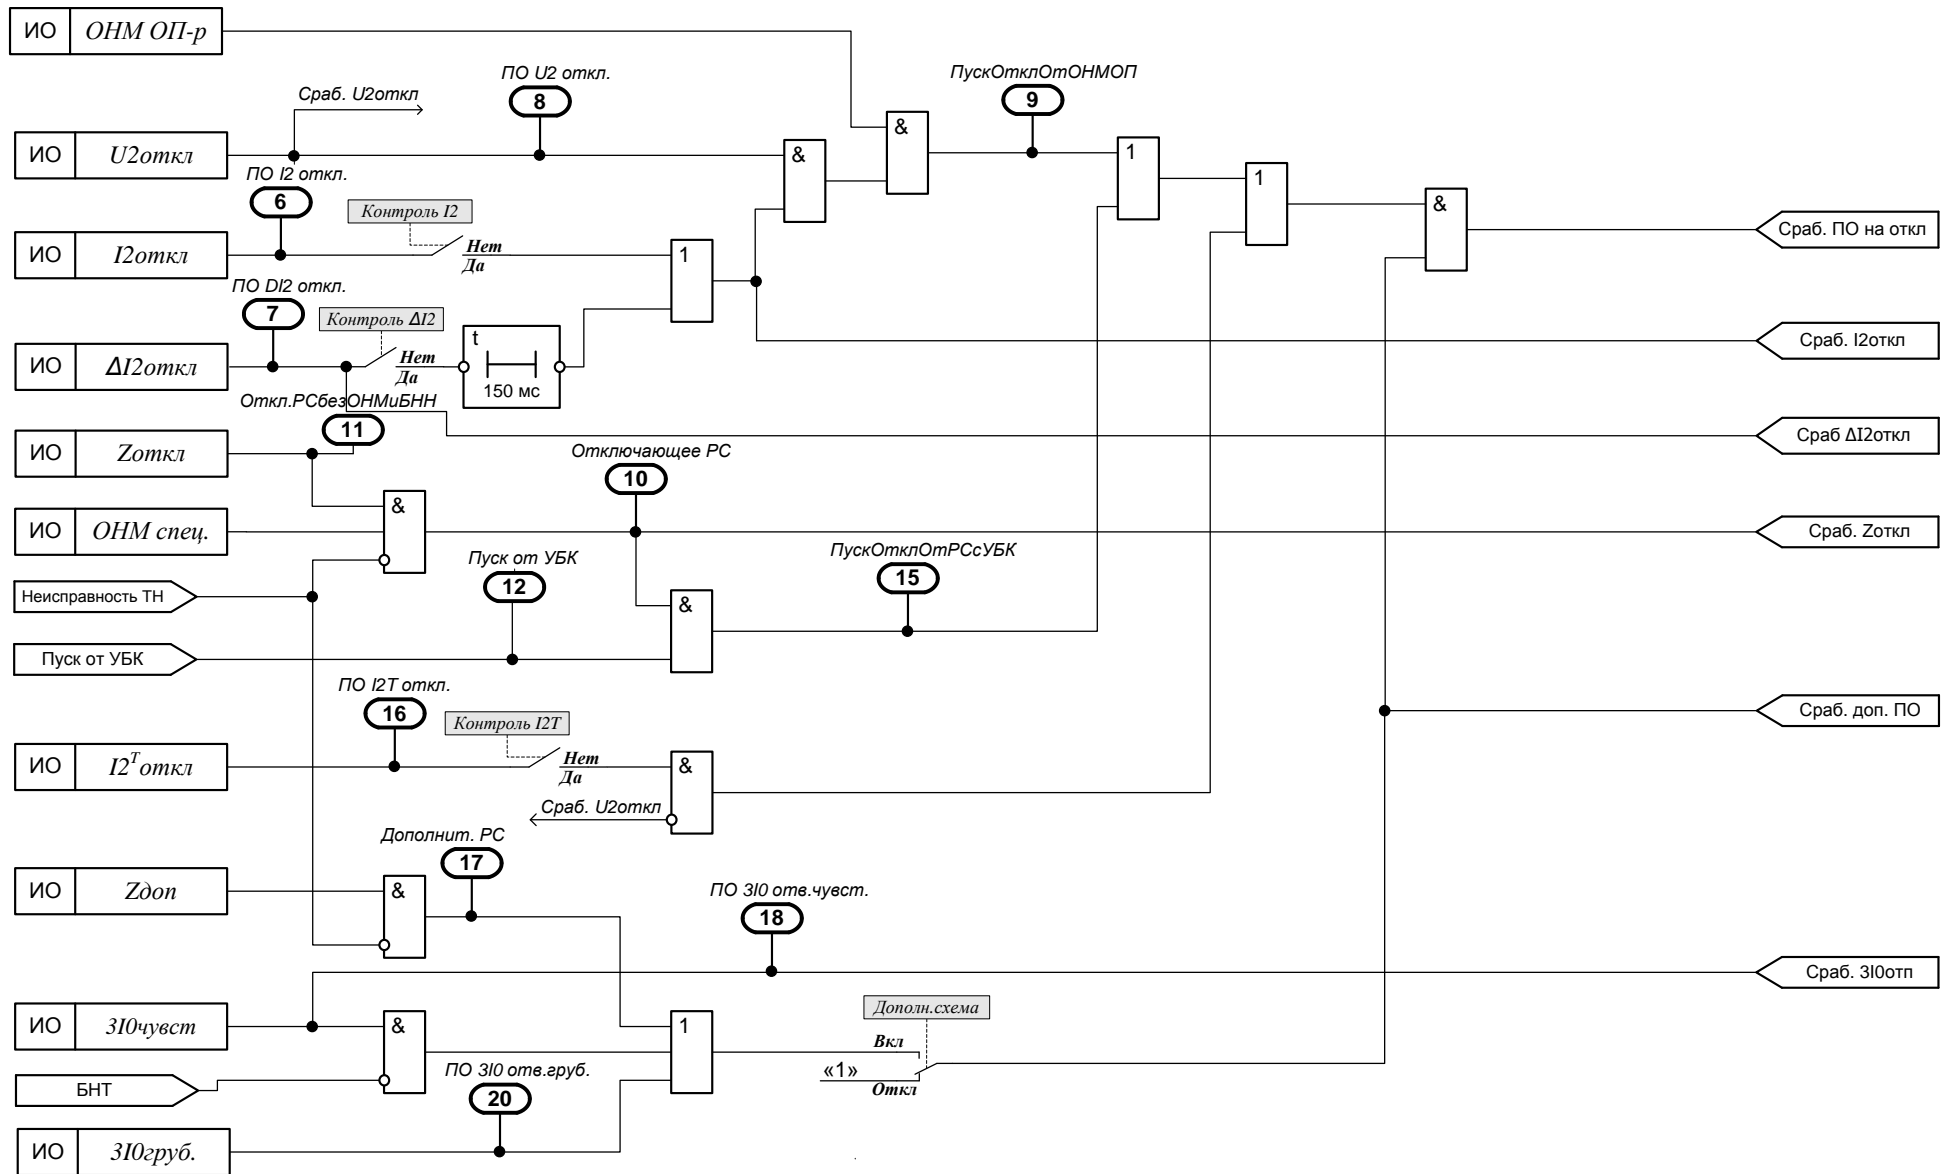 ИО ОНМ ОП-р
ПО U2 откл.
ПускОтклОтОНМОП
Сраб. U2откл
8
9
&
1
ИО U2откл
&
1
ПО I2 откл.
6
Контроль I2
&
Сраб. ПО на откл
ИО I2откл
Нет
Да
1
ПО DI2 откл.
7
Контроль ΔI2
t
150 мс
Сраб. I2откл
ИО ΔI2откл
Нет
Да
Откл.РСбезОНМиБНН
11
Сраб ΔI2откл
ИО Zоткл
Отключающее РС
10
&
ИО ОНМ спец.
Сраб. Zоткл
Пуск от УБК
12
ПускОтклОтРСсУБК
15
Неисправность ТН
&
Пуск от УБК
ПО I2Т откл.
16
Контроль I2Т
Сраб. доп. ПО
ИО I2Tоткл
Нет
Да
&
Сраб. U2откл
Дополнит. РС
17
ИО Zдоп
&
ПО 3I0 отв.чувст.
18
Сраб. 3I0отп
ИО 3I0чувст
&
1
Дополн.схема
Вкл
«1»
Откл
БНТ
ПО 3I0 отв.груб.
20
ИО 3I0груб.